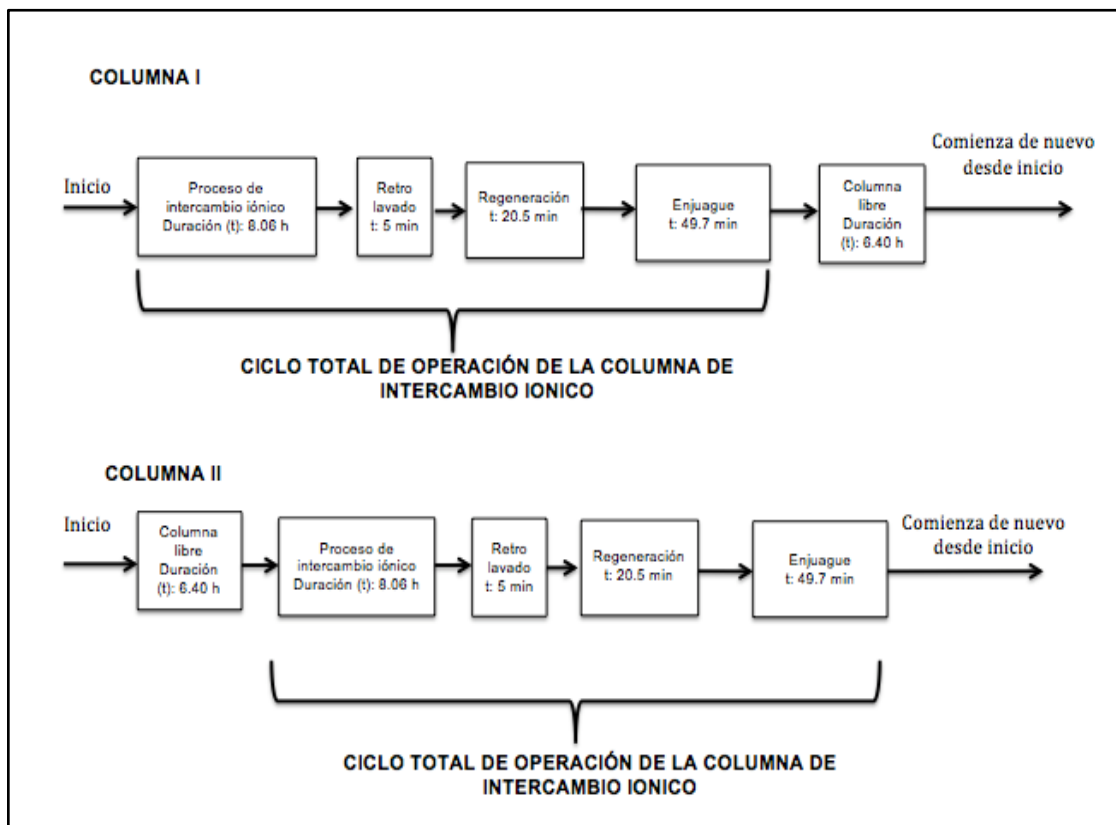 COLUMNA I
Inicio
Proceso de
intercambio iónico
Duración (t): 8.06 h
Retro
lavado
t: 5 min
Regeneración
t: 20.5 min
Enjuague
t: 49.7 min
Columna
libre
Duración
(t): 6.40 h
Comienza de nuevo
desde inicio
CICLO TOTAL DE OPERACIÓN DE LA COLUMNA DE
INTERCAMBIO IONICO
COLUMNA II
Inicio
Columna
libre
Duración
(t): 6.40 h
Proceso de
intercambio iónico
Duración (t): 8.06 h
Retro
lavado
t: 5 min
Regeneración
t: 20.5 min
Enjuague
t: 49.7 min
Comienza de nuevo
desde inicio
CICLO TOTAL DE OPERACIÓN DE LA COLUMNA DE
INTERCAMBIO IONICO